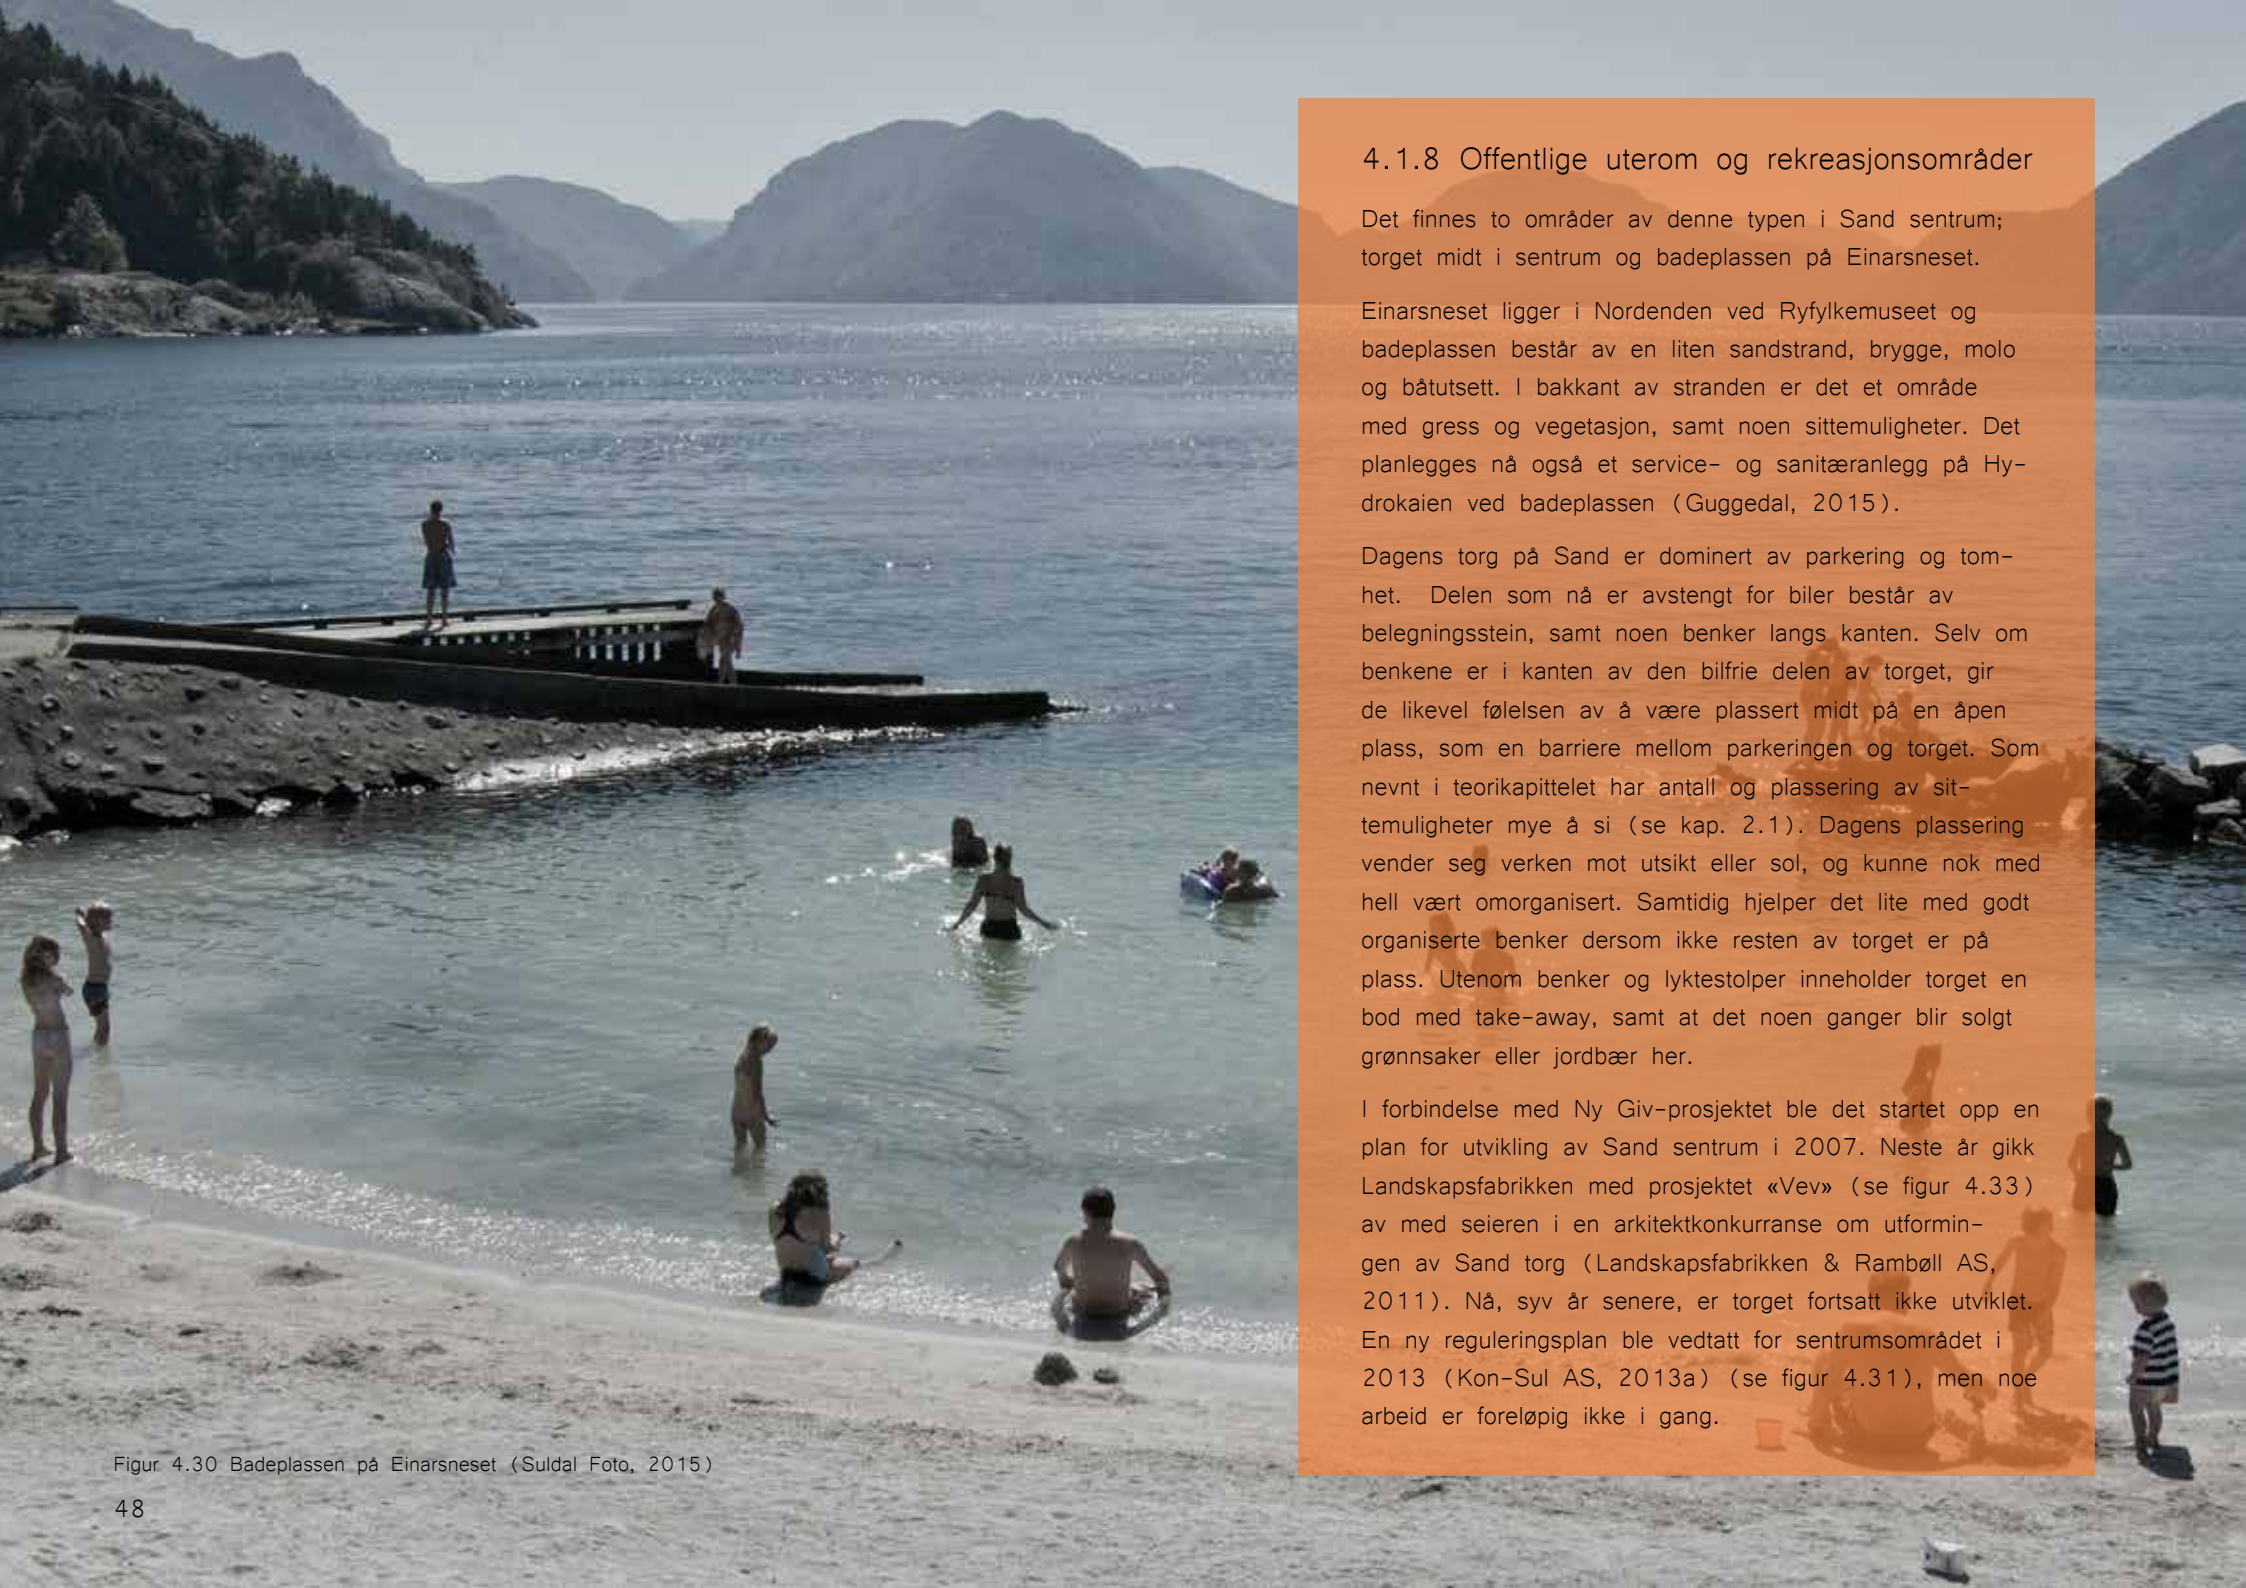 4.1.8 Offentlige uterom og rekreasjonsområder
Det finnes to områder av denne typen i Sand sentrum;
torget midt i sentrum og badeplassen på Einarsneset.
Einarsneset ligger i Nordenden ved Ryfylkemuseet og
badeplassen består av en liten sandstrand, brygge, molo
og båtutsett. I bakkant av stranden er det et område
med gress og vegetasjon, samt noen sittemuligheter. Det
planlegges nå også et service- og sanitæranlegg på Hy-
drokaien ved badeplassen (Guggedal, 2015).
Dagens torg på Sand er dominert av parkering og tom-
het. Delen som nå er avstengt for biler består av
belegningsstein, samt noen benker langs kanten. Selv om
benkene er i kanten av den bilfrie delen av torget, gir
de likevel følelsen av å være plassert midt på en åpen
plass, som en barriere mellom parkeringen og torget. Som
nevnt i teorikapittelet har antall og plassering av sit-
temuligheter mye å si (se kap. 2.1). Dagens plassering
vender seg verken mot utsikt eller sol, og kunne nok med
hell vært omorganisert. Samtidig hjelper det lite med godt
organiserte benker dersom ikke resten av torget er på
plass. Utenom benker og lyktestolper inneholder torget en
bod med take-away, samt at det noen ganger blir solgt
grønnsaker eller jordbær her.
I forbindelse med Ny Giv-prosjektet ble det startet opp en
plan for utvikling av Sand sentrum i 2007. Neste år gikk
Landskapsfabrikken med prosjektet «Vev» (se figur 4.33)
av med seieren i en arkitektkonkurranse om utformin-
gen av Sand torg (Landskapsfabrikken & Rambøll AS,
2011). Nå, syv år senere, er torget fortsatt ikke utviklet.
En ny reguleringsplan ble vedtatt for sentrumsområdet i
2013 (Kon-Sul AS, 2013a) (se figur 4.31), men noe
arbeid er foreløpig ikke i gang.
Figur 4.30 Badeplassen på Einarsneset (Suldal Foto, 2015)
48